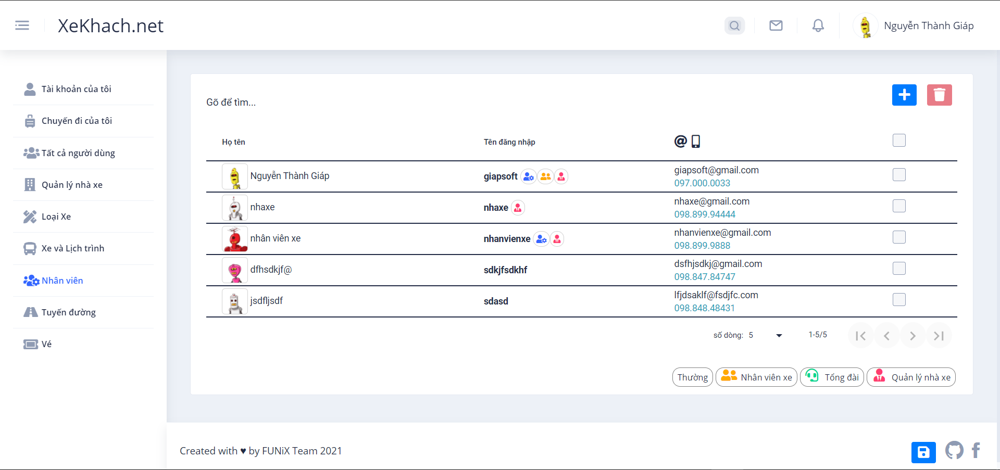 XeKhach.net
Nguyễn Thành Giáp
Tài khoản của tôi
Chuyến đi của tôi
Tất cả người dùng
Quản lý nhà xe
Loại Xe
Xe và Lịch trình
Nhân viên
Tuyến đường
Vé
Gõ để tìm...
Họ tên Tên đăng nhập
Nguyễn Thành Giáp giapsoft giapsoft@gmail.com
097.000.0033
nhaxe nhaxe nhaxe@gmail.com
098.899.94444
nhân viên xe nhanvienxe nhanvienxe@gmail.com
098.899.9888
dfhsdkjf@ sdkjfsdkhf dsfhjsdkj@gmail.com
098.847.84747
jsdfljsdf sdasd lfjdsaklf@fsdjfc.com
098.848.48431
số dòng: 5 1-5/5
Thường Nhân viên xe Tổng đài Quản lý nhà xe
Created with ♥ by FUNiX Team 2021